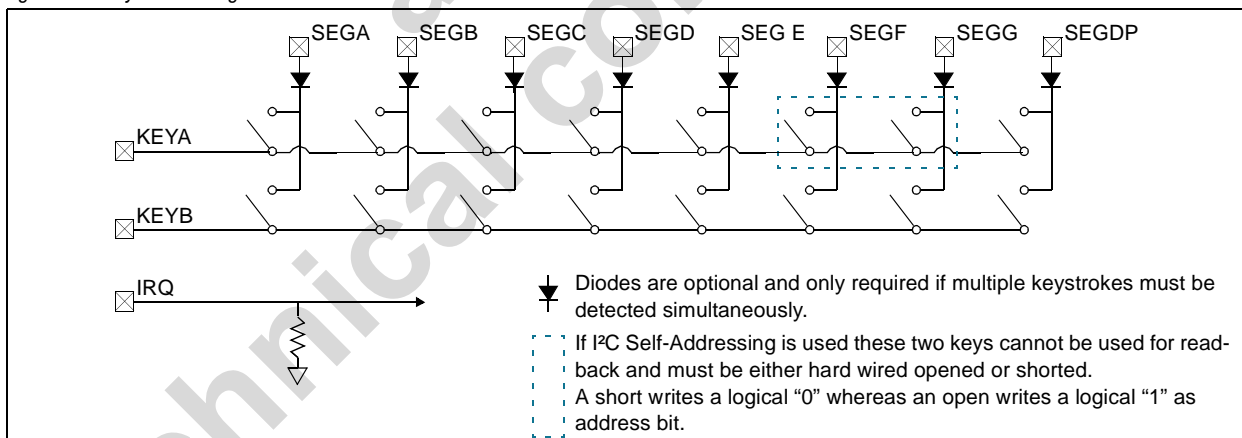 SEGA SEGB SEGC SEGD SEG E SEGF SEGG SEGDP
KEYA
KEYB
IRQ
Diodes are optional and only required if multiple keystrokes must be
detected simultaneously.
If I²C Self-Addressing is used these two keys cannot be used for read-
back and must be either hard wired opened or shorted.
A short writes a logical “0” whereas an open writes a logical “1” as
address bit.